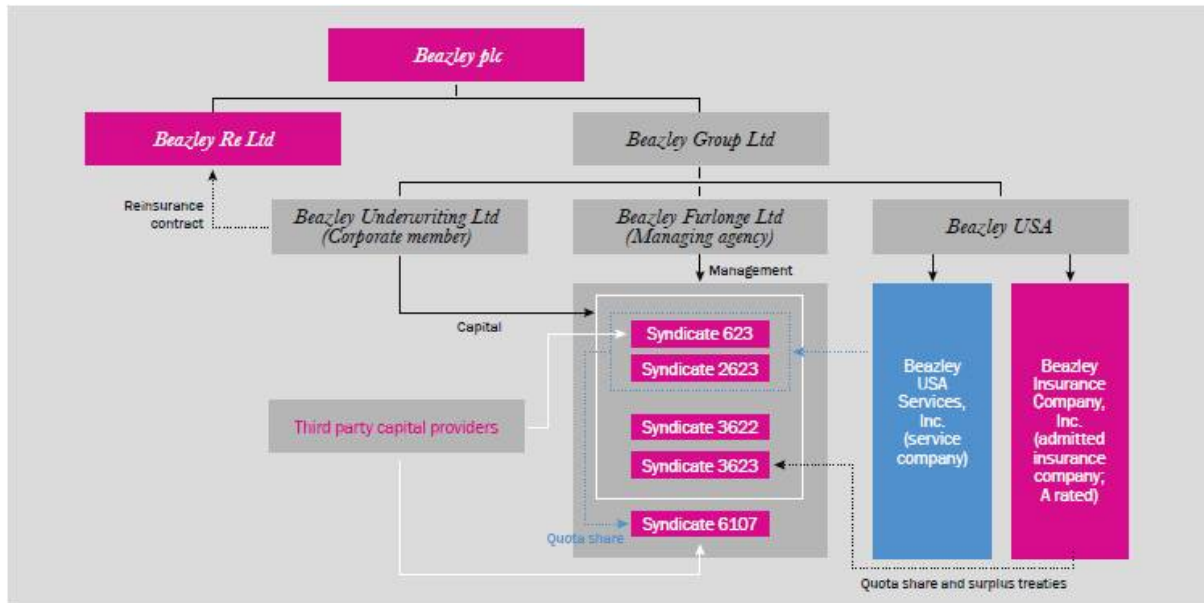 Beazley plc
Beazley Re Ltd
Beazley Group Ltd
Reinsurance
contract
Beazley Underwriting Ltd
(Corporate member)
Beazley Furlonge Ltd
(Managing agency)
Beazley USA
Management
Capital
Syndicate 623
Syndicate 2623
Third party capital providers
Syndicate 3622
Syndicate 3623
Syndicate 6107
Quota share
Beazley
USA
Services,
Inc.
(service
company)
Beazley
Insurance
Company,
Inc.
(admitted
insurance
company;
A rated)
Quota share and surplus treaties